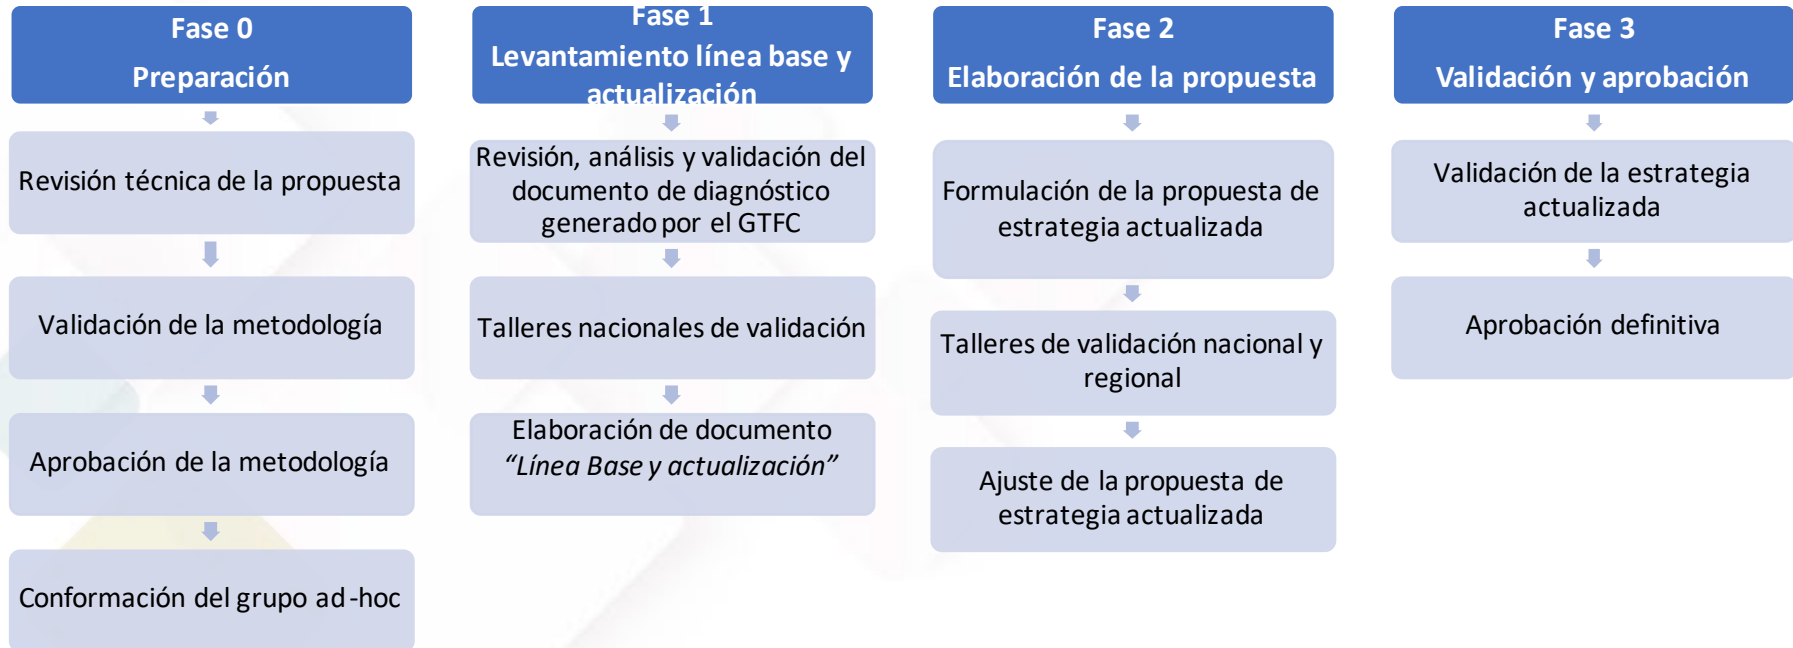 Fase 0
Preparación
Revisión técnica de la propuesta
Validación de la metodología
Aprobación de la metodología
Conformación del grupo ad-hoc
Fase 1
Levantamiento línea base y
actualización
Revisión, análisis y validación del
documento de diagnóstico
generado por el GTFC
Talleres nacionales de validación
Elaboración de documento
“Línea Base y actualización”
Fase 2
Elaboración de la propuesta
Formulación de la propuesta de
estrategia actualizada
Talleres de validación nacional y
regional
Ajuste de la propuesta de
estrategia actualizada
Fase 3
Validación y aprobación
Validación de la estrategia
actualizada
Aprobación definitiva